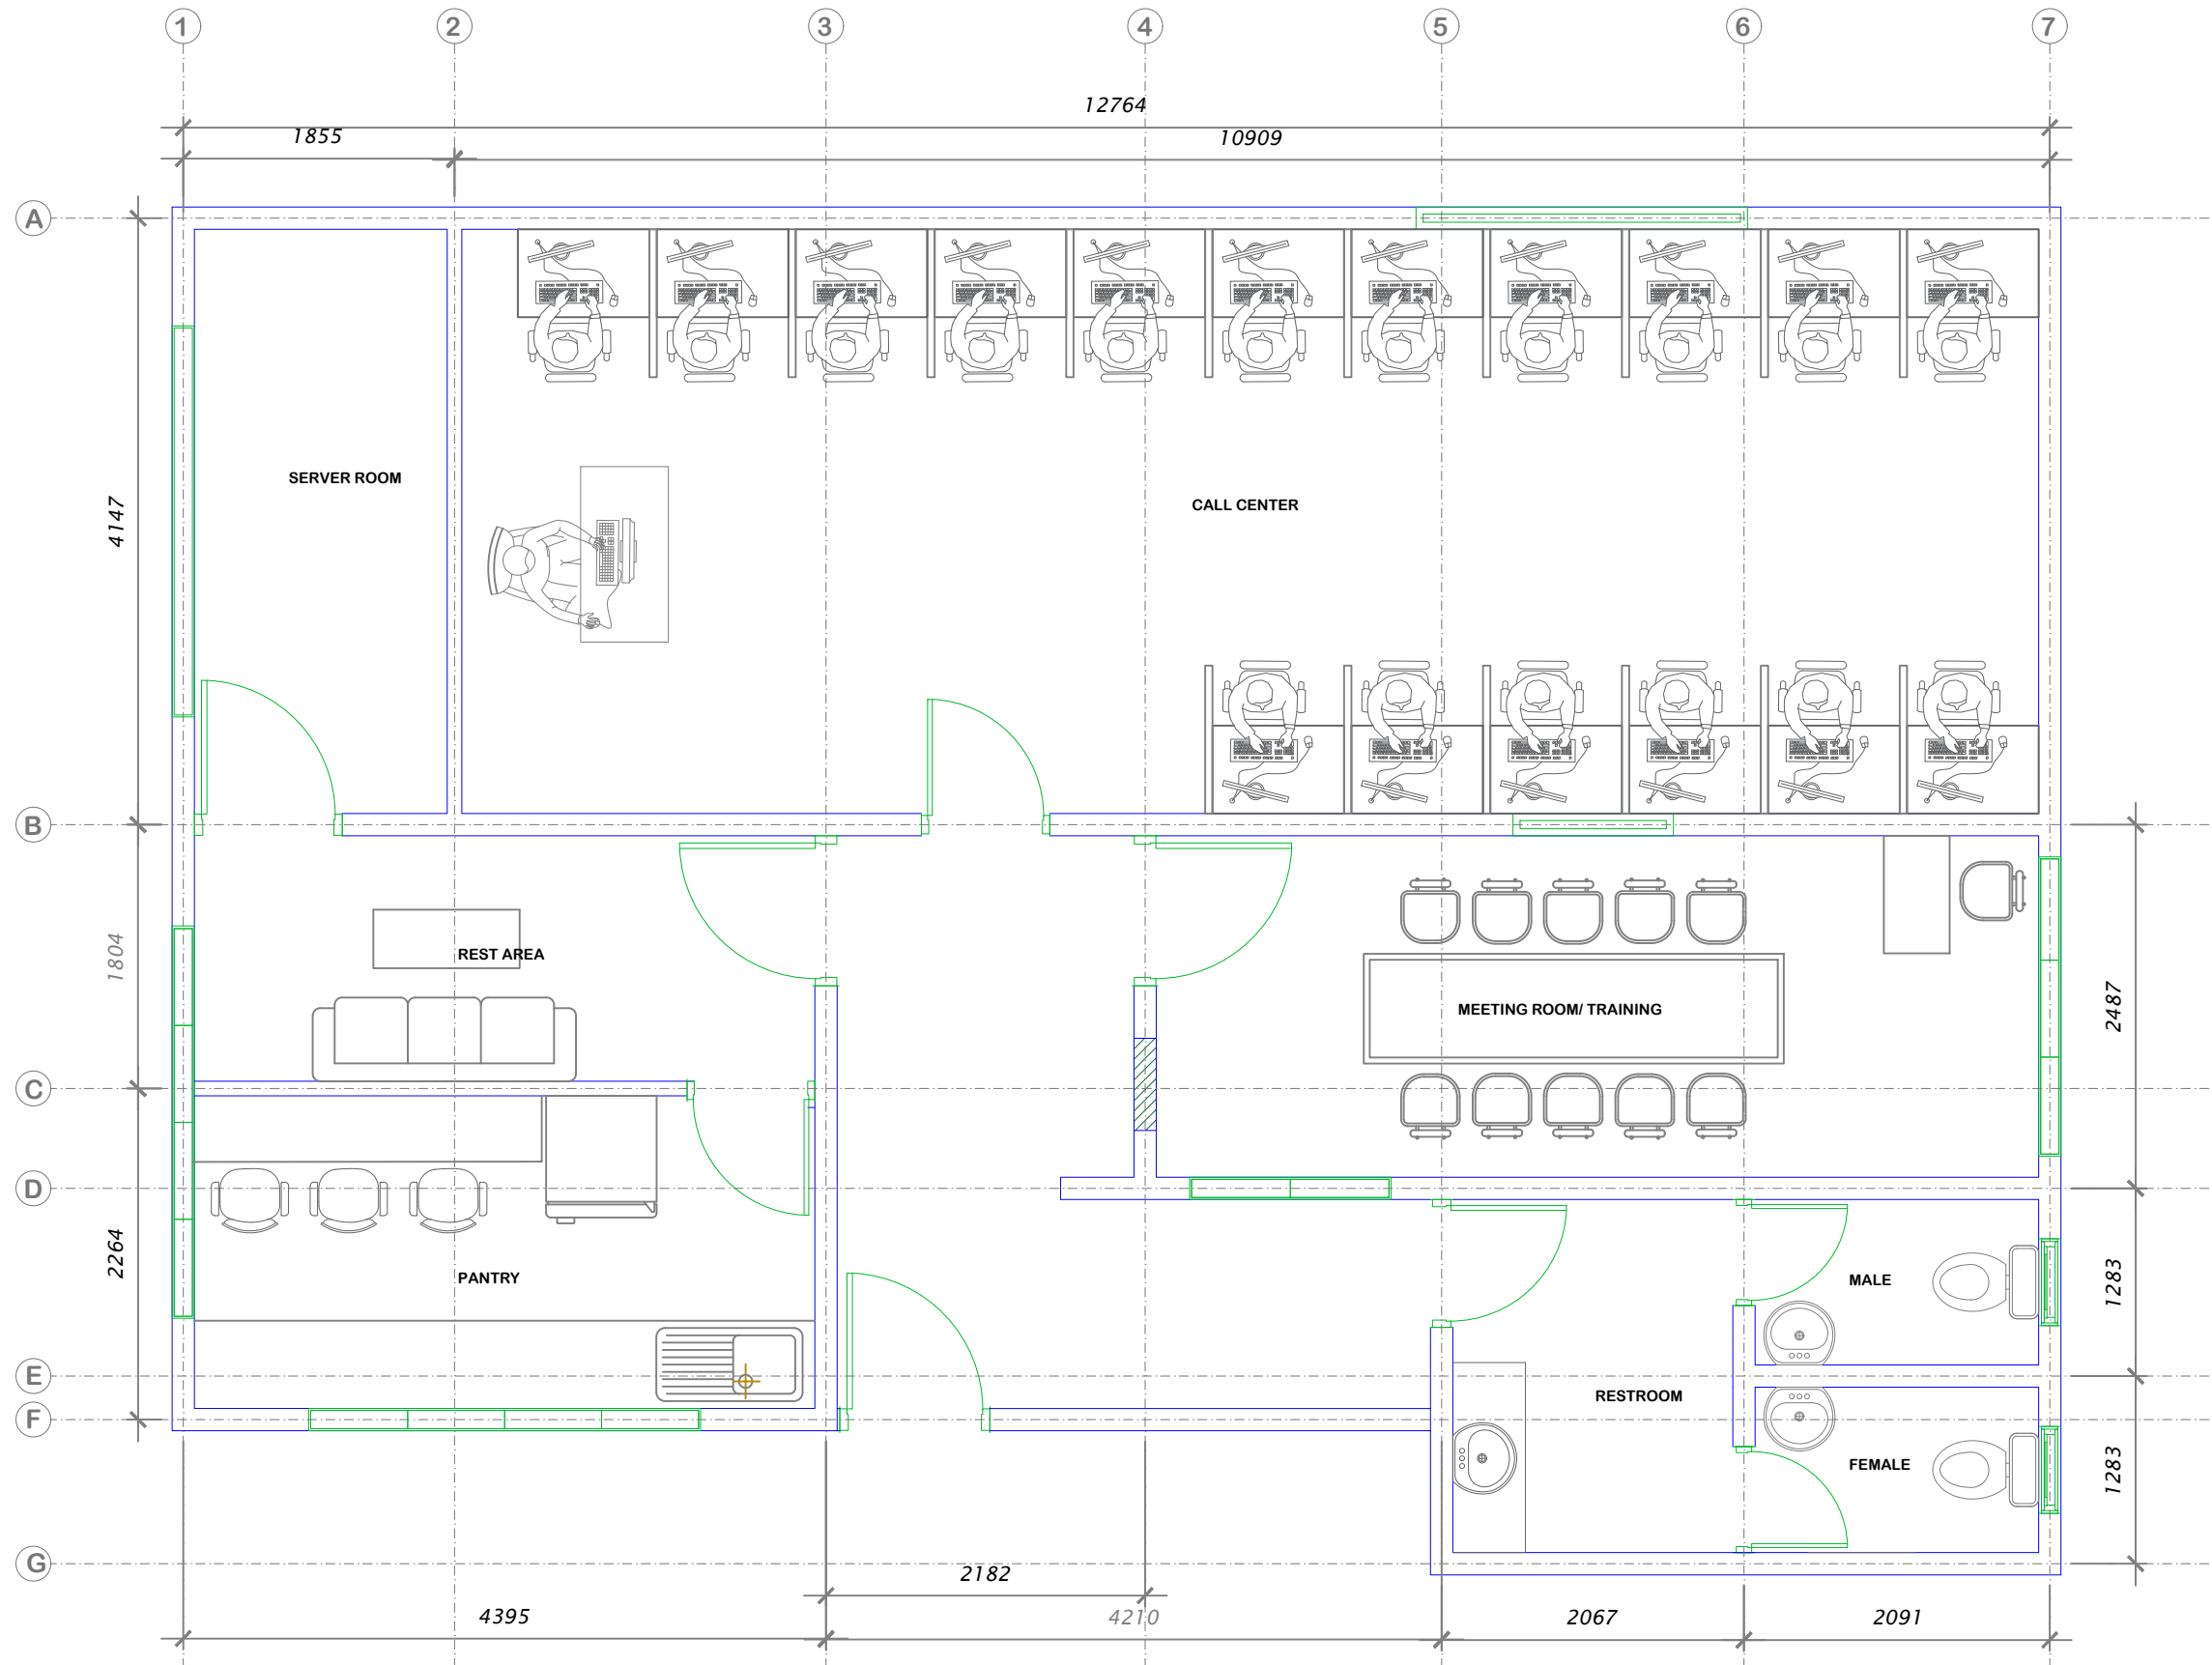 1 2 3 4 5 6 7
12764
1855 10909
A
SERVER ROOM
CALL CENTER
4147
B
REST AREA
1804
MEETING ROOM/ TRAINING
2487
C
D
2264
PANTRY
MALE
1283
E
RESTROOM
F
FEMALE
1283
G
2182
4395 4210 2067 2091